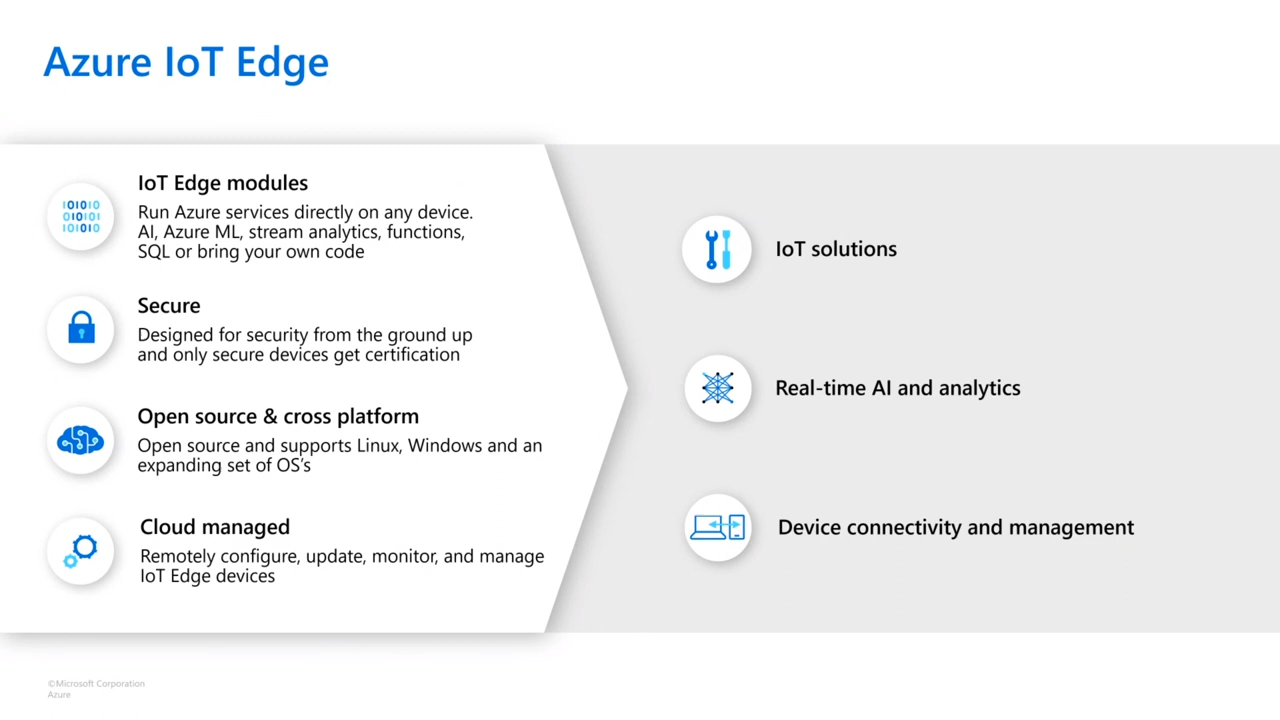 Azure IoT Edge
IoT Edge modules
Run Azure services directly on any device.
AI, Azure ML, stream analytics, functions,
SQL or bring your own code
Secure
Designed for security from the ground up
and only secure devices get certification
Open source & cross platform
Open source and supports Linux, Windows and an
expanding set of OS’s
Cloud managed
Remotely configure, update, monitor, and manage
IoT Edge devices
IoT solutions
Real-time AI and analytics
Device connectivity and management
©Microsoft Corporation
Azure